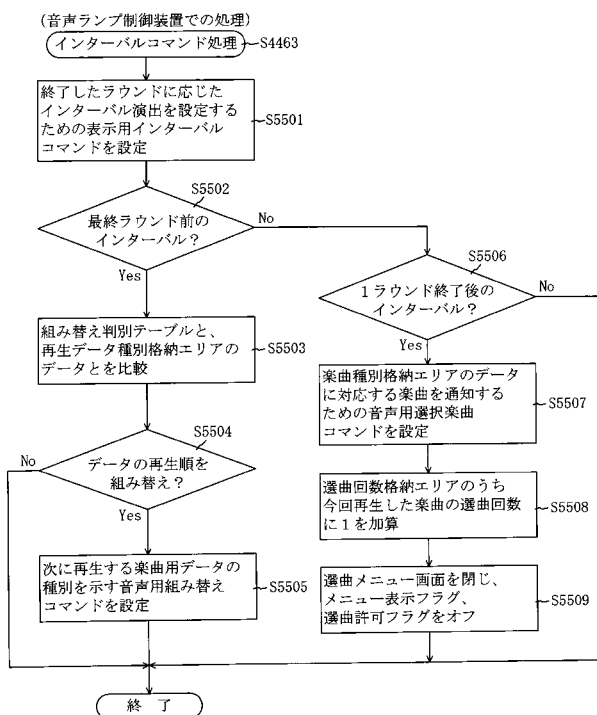 (音声ランプ制御装置での処理)
インターバルコマンド処理
S4463
終了したラウンドに応じた
インターバル演出を設定する
ための表示用インターバル
コマンドを設定
S5501
S5502
最終ラウンド前の
インターバル?
No
Yes
組み替え判別テーブルと、
再生データ種別格納エリアの
データとを比較
S5503
S5504
データの再生順を
組み替え?
No
Yes
次に再生する楽曲用データの
種別を示す音声用組み替え
コマンドを設定
S5505
S5506
1ラウンド終了後の
インターバル?
No
Yes
楽曲種別格納エリアのデータ
に対応する楽曲を通知する
ための音声用選択楽曲
コマンドを設定
S5507
選曲回数格納エリアのうち
今回再生した楽曲の選曲回数
に1を加算
S5508
選曲メニュー画面を閉じ、
メニュー表示フラグ、
選曲許可フラグをオフ
S5509
終 了